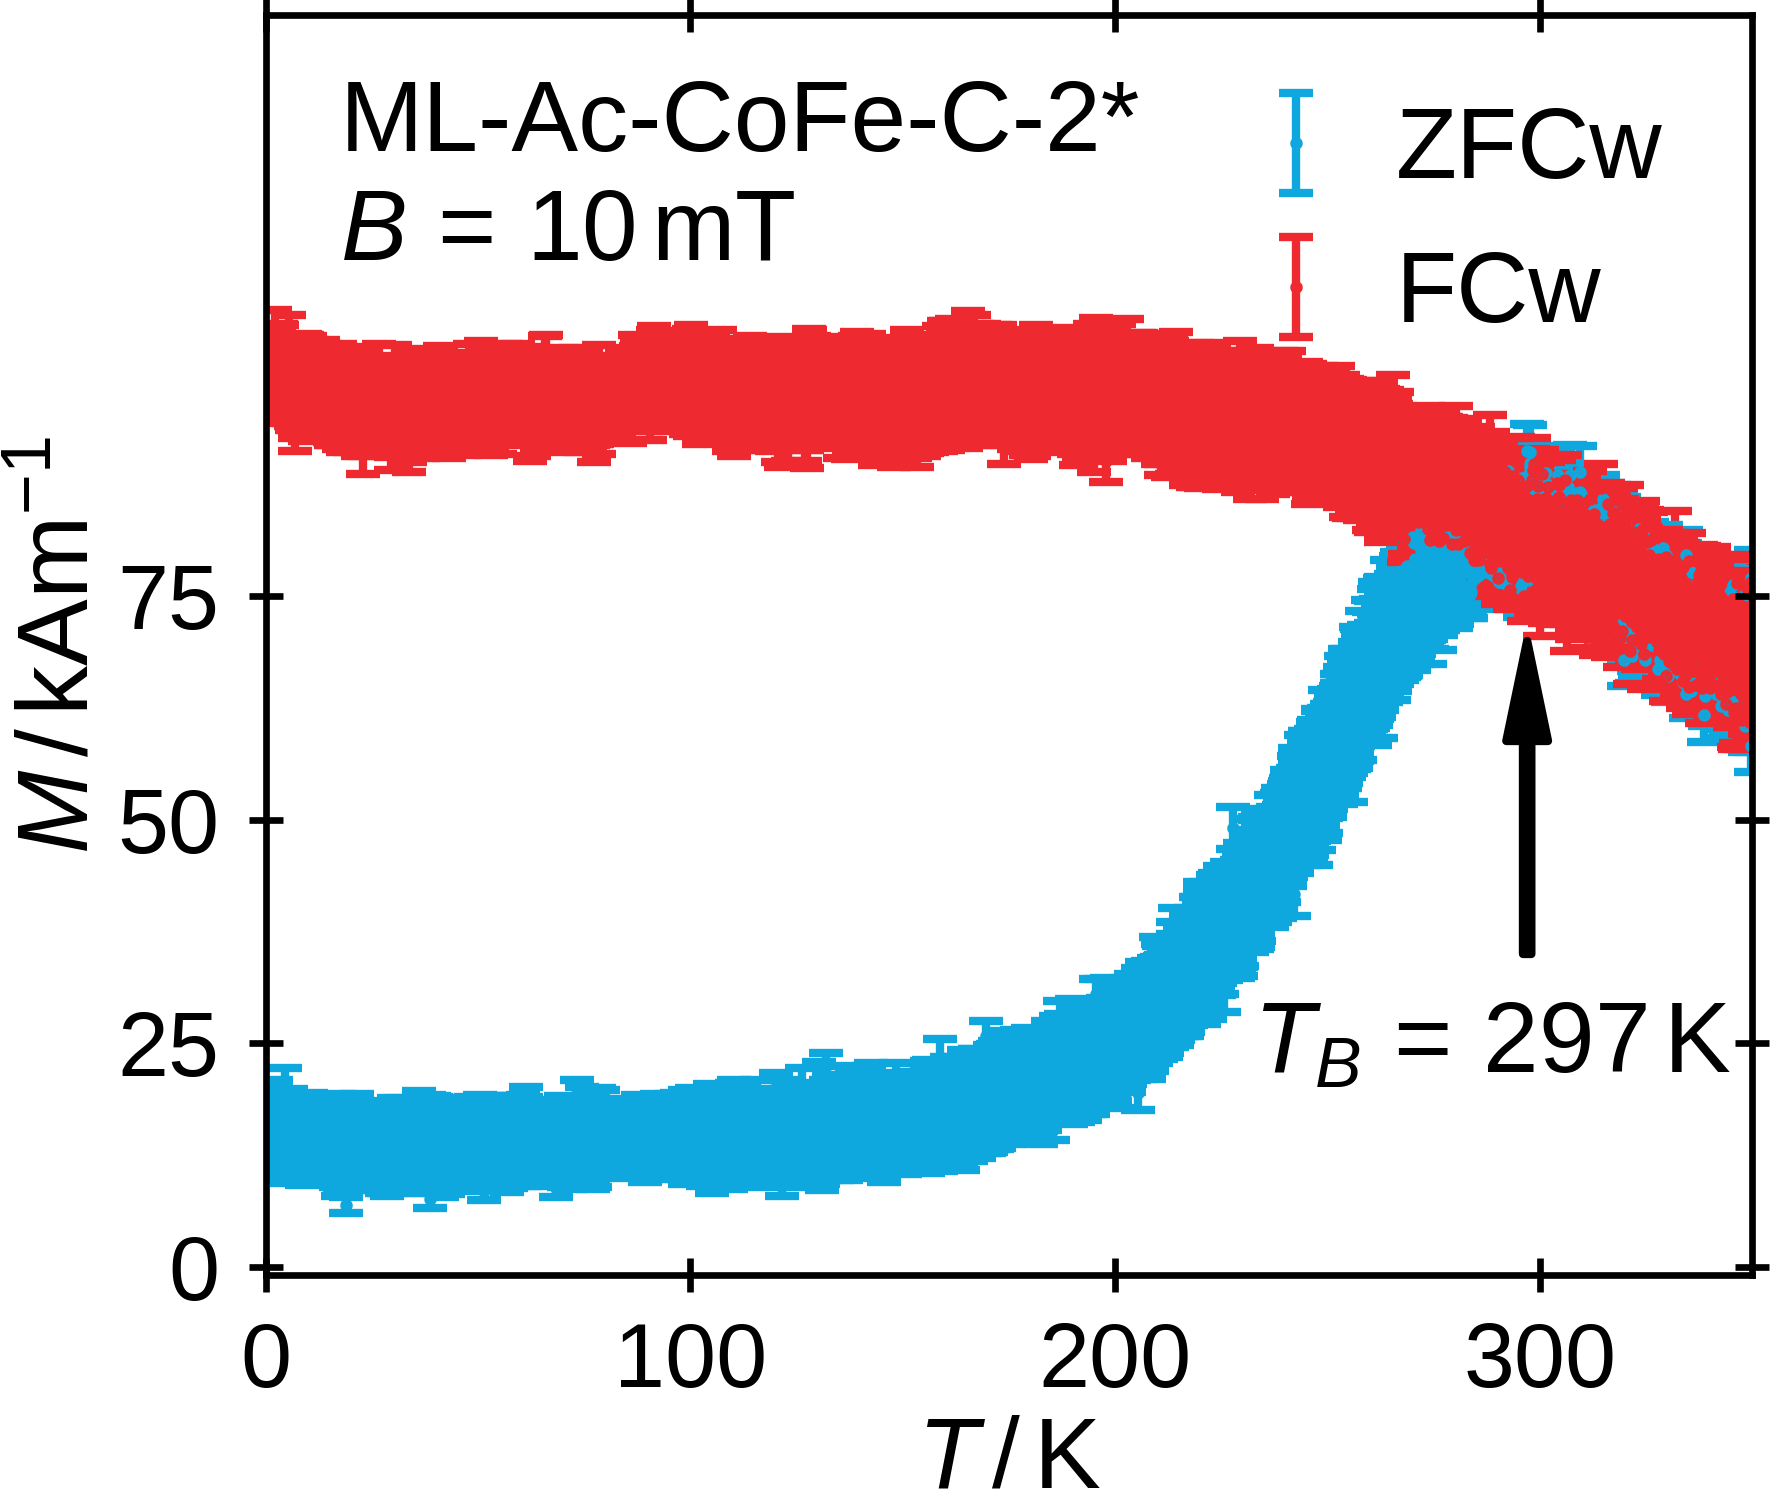 ML-Ac-CoFe-C-2*
B = 10 mT
ZFCw
FCw
M / kAm⁻¹
75
50
25
0
T_B = 297 K
0 100 200 300
T / K